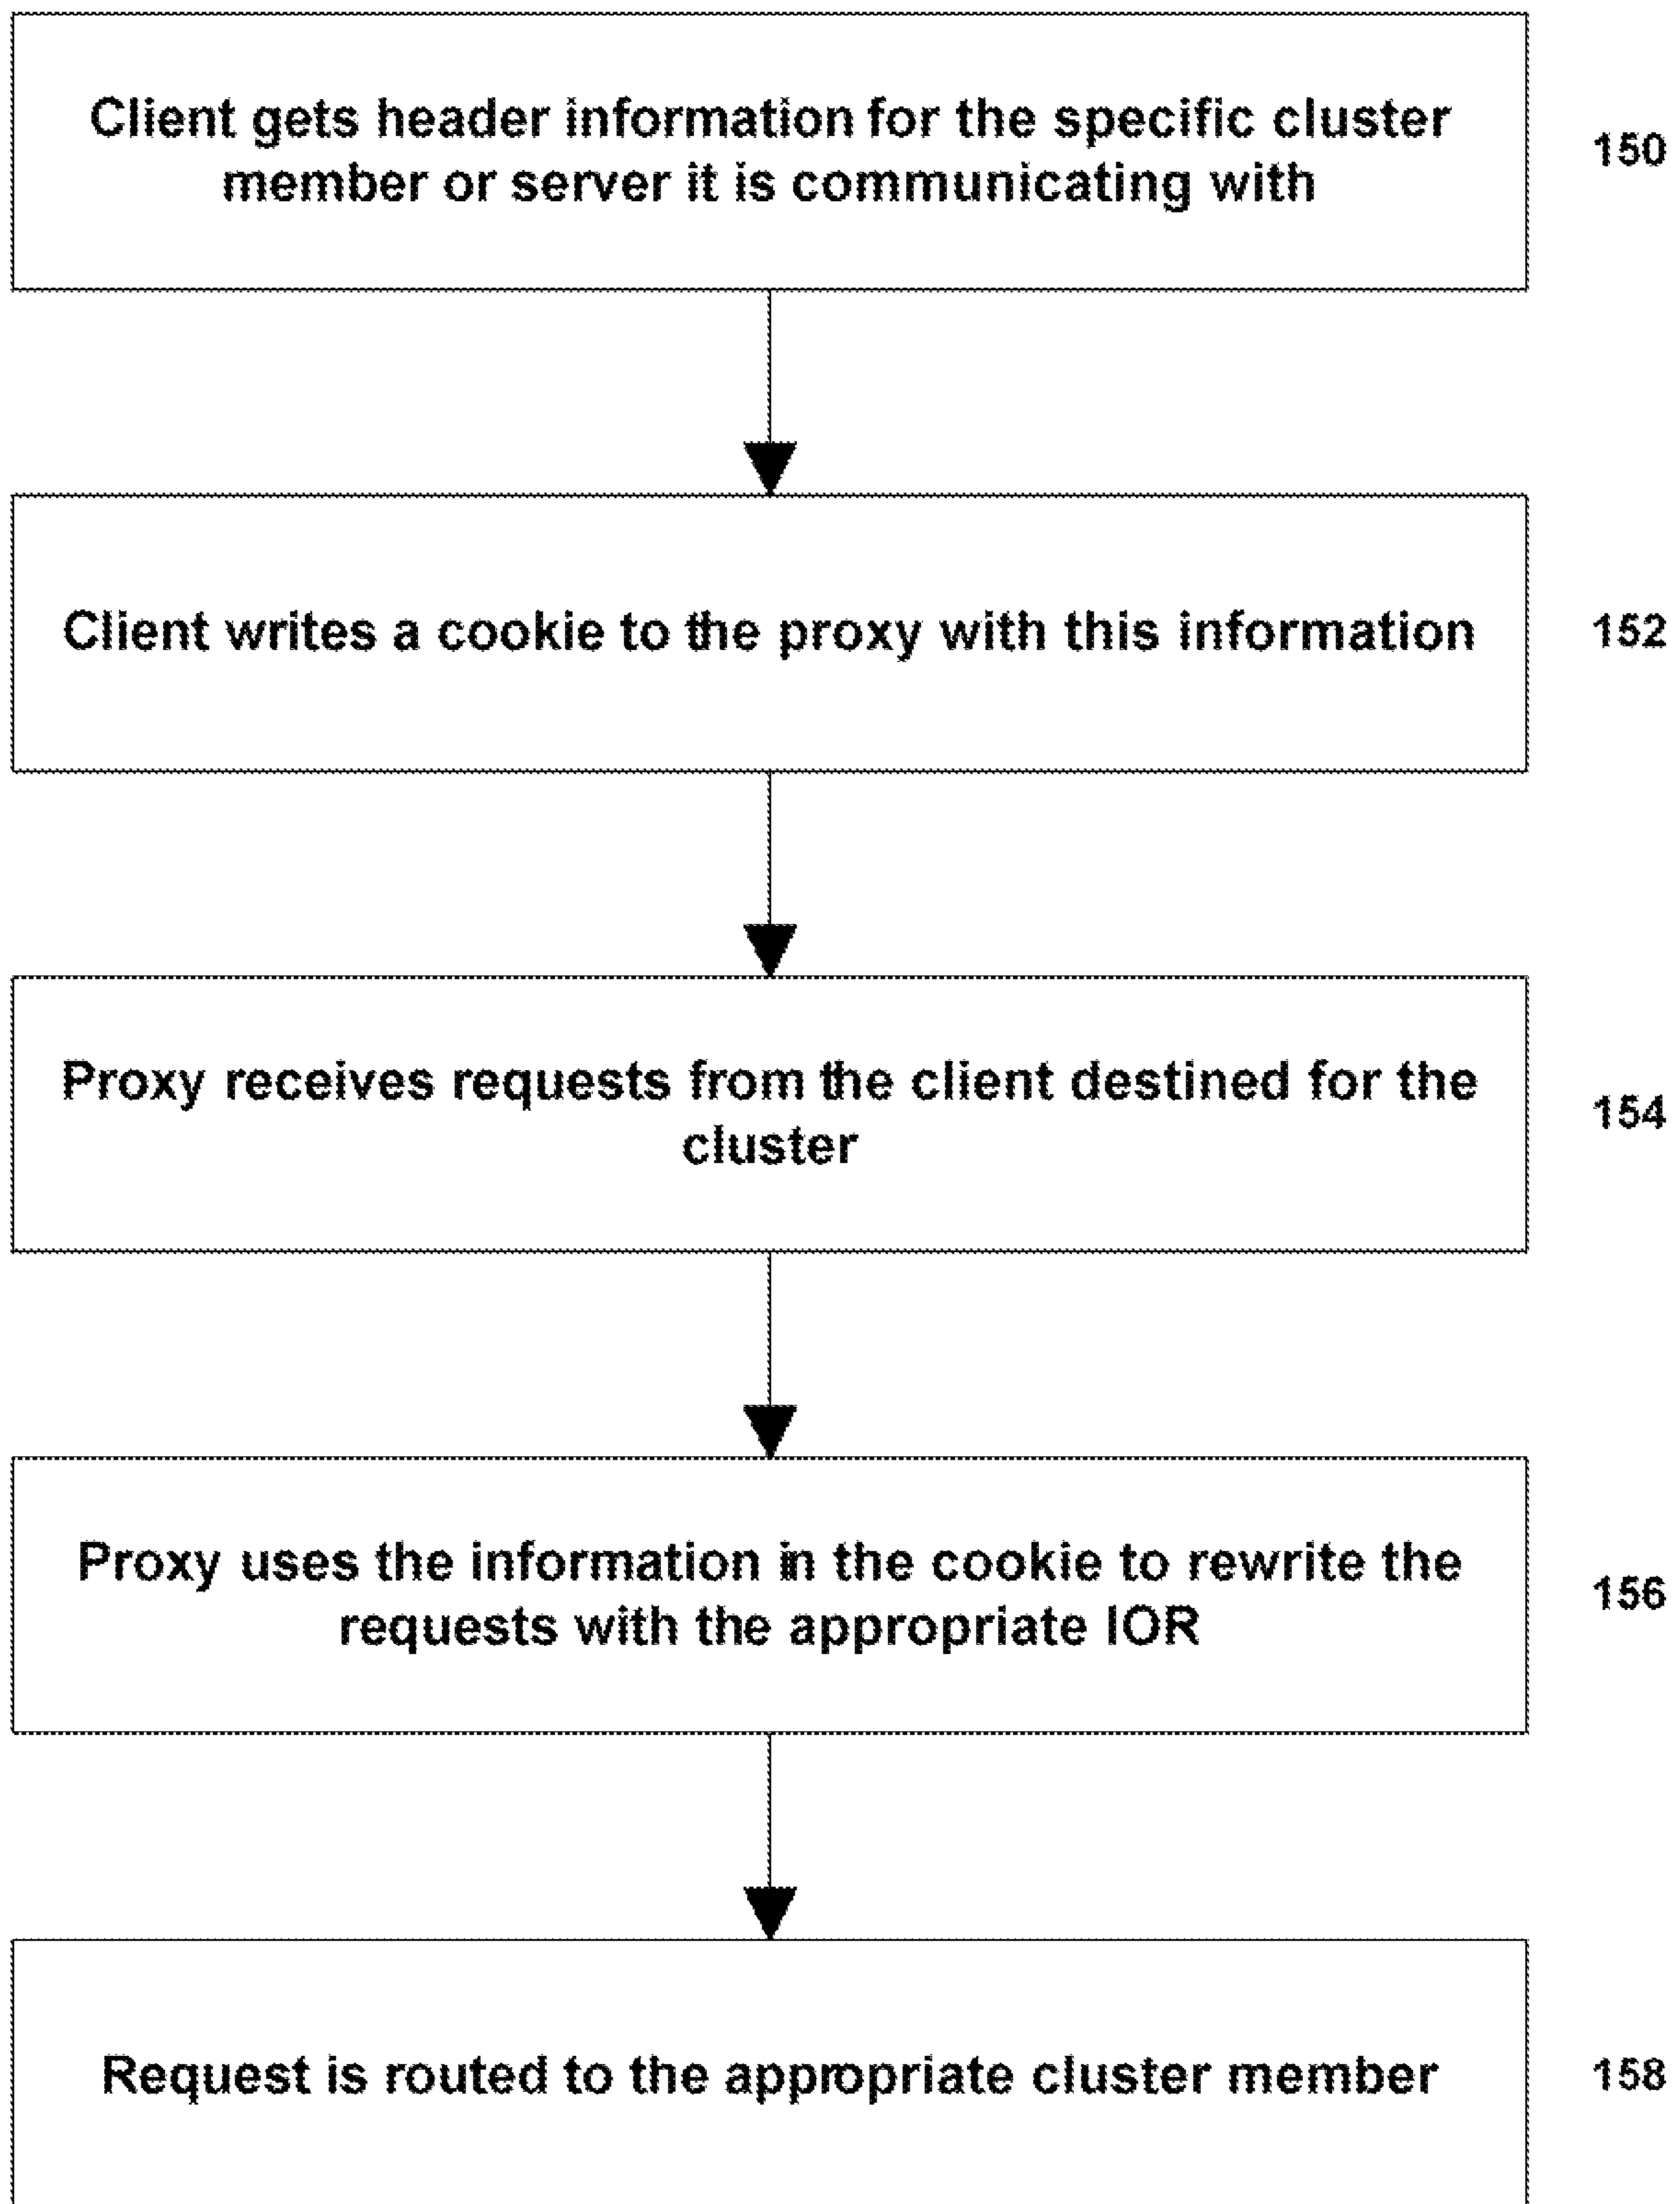 Client gets header information for the specific cluster
member or server it is communicating with
150
Client writes a cookie to the proxy with this information
152
Proxy receives requests from the client destined for the
cluster
154
Proxy uses the information in the cookie to rewrite the
requests with the appropriate IOR
156
Request is routed to the appropriate cluster member
158